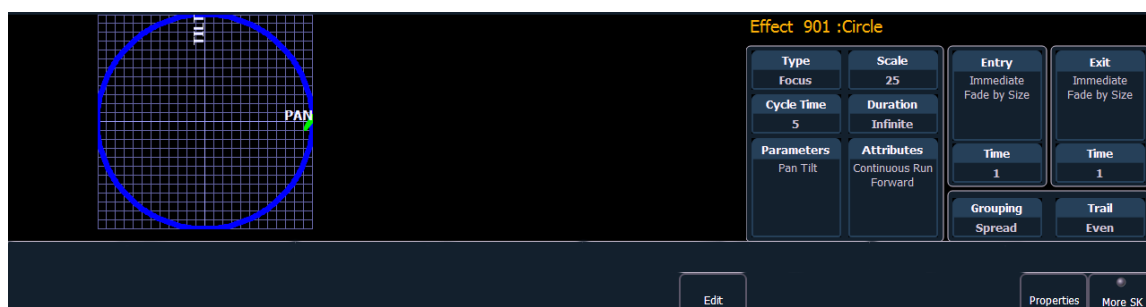 TILT
PAN
Effect 901 :Circle
Type
Focus
Scale
25
Cycle Time
5
Duration
Infinite
Parameters
Pan Tilt
Attributes
Continuous Run
Forward
Entry
Immediate
Fade by Size
Time
1
Exit
Immediate
Fade by Size
Time
1
Grouping
Spread
Trail
Even
Edit
Properties
More SK